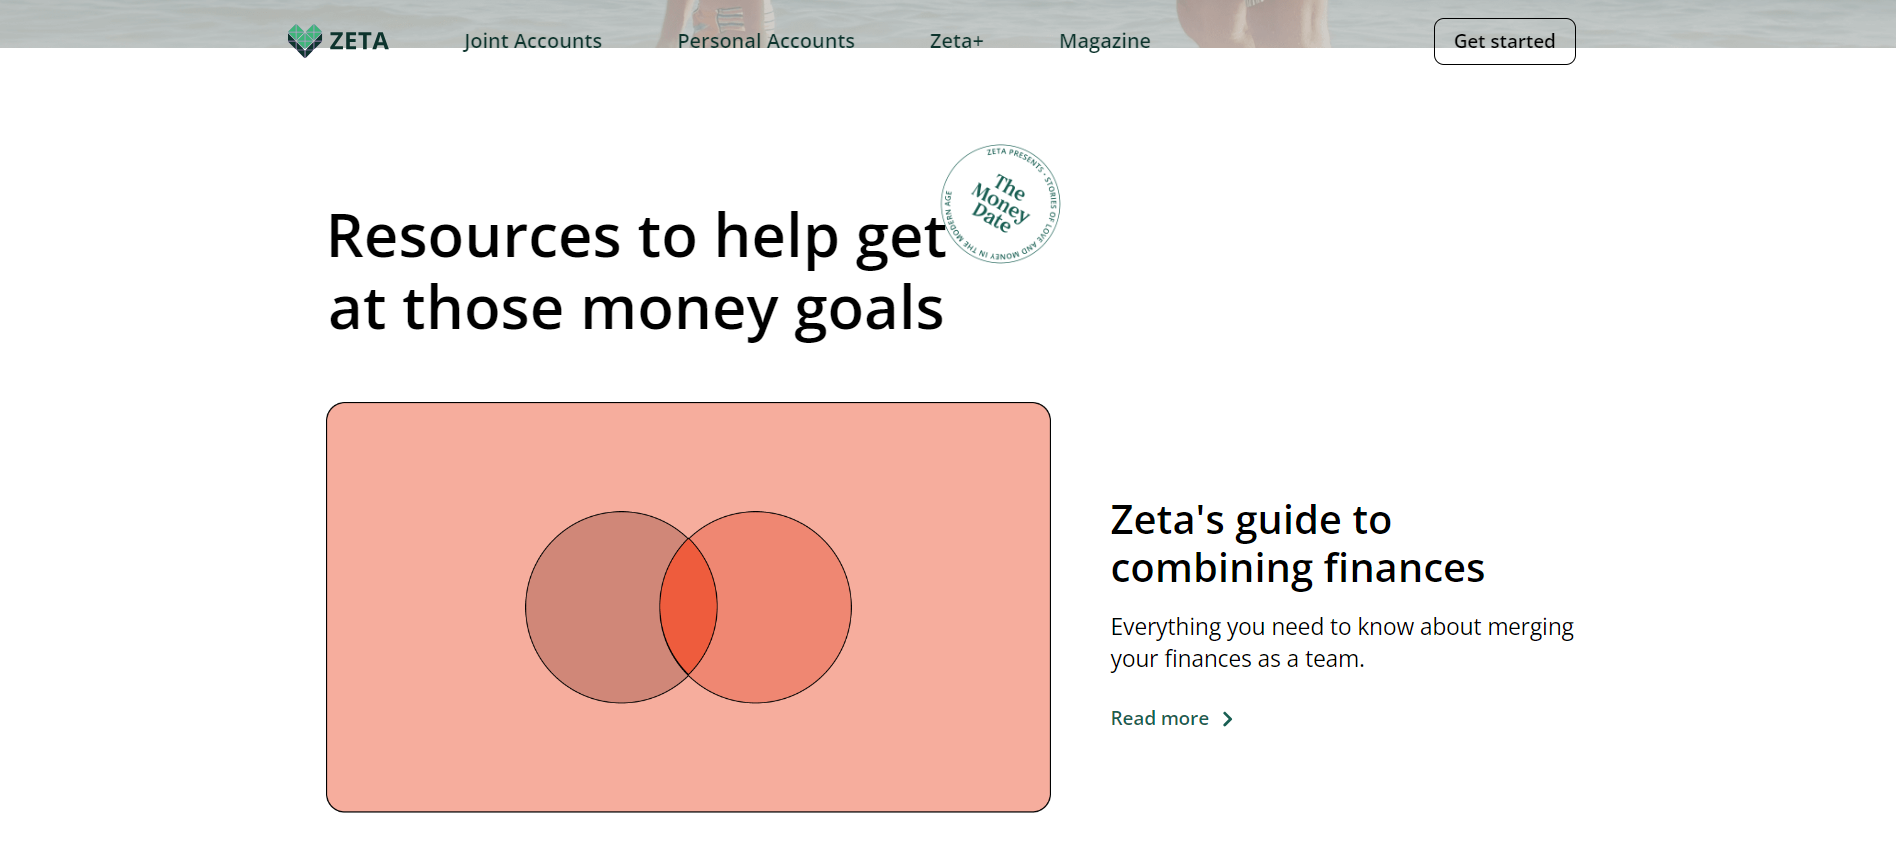 ZETA
Joint Accounts
Personal Accounts
Zeta+
Magazine
Get started
ZETA PRESENTS · STORIES OF LOVE AND MONEY IN THE MODERN AGE
The
Money
Date
Resources to help get
at those money goals
Zeta's guide to
combining finances
Everything you need to know about merging
your finances as a team.
Read more